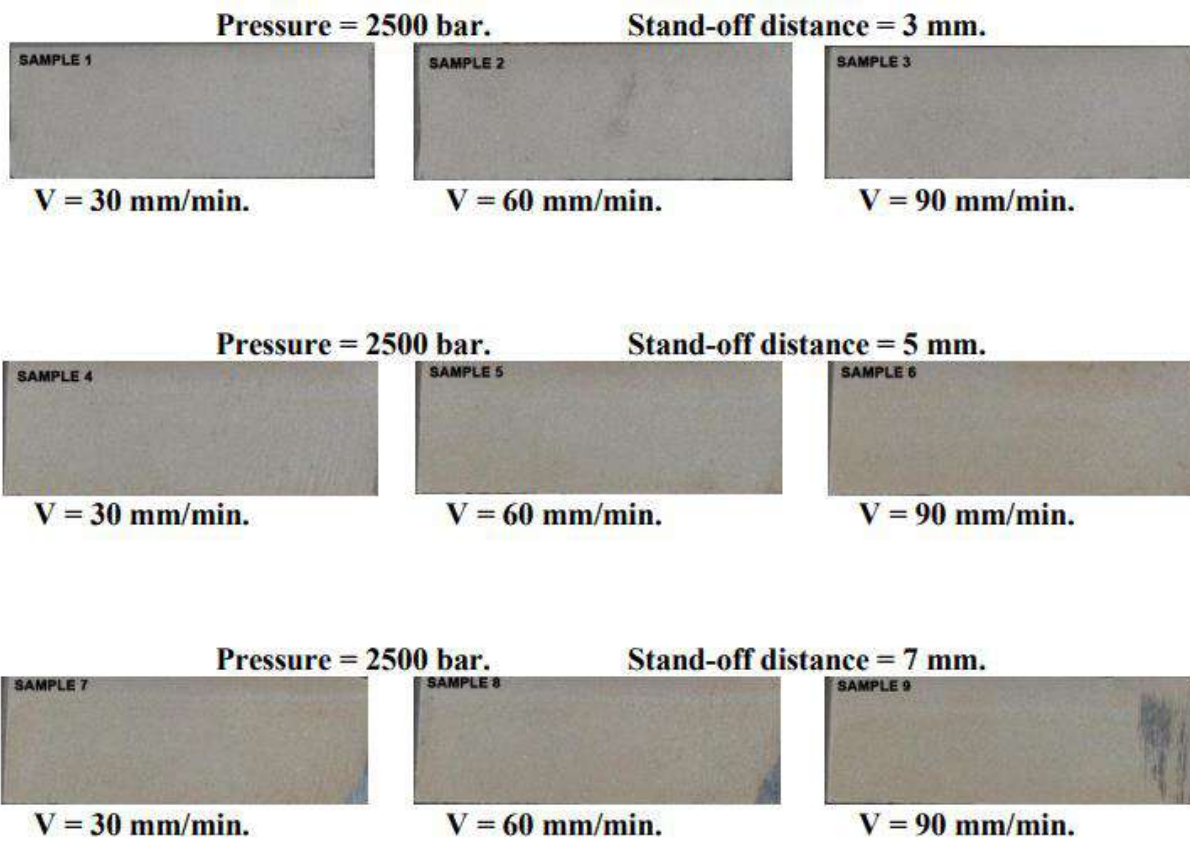 Pressure = 2500 bar. Stand-off distance = 3 mm.
SAMPLE 1 SAMPLE 2 SAMPLE 3
V = 30 mm/min. V = 60 mm/min. V = 90 mm/min.
Pressure = 2500 bar. Stand-off distance = 5 mm.
SAMPLE 4 SAMPLE 5 SAMPLE 6
V = 30 mm/min. V = 60 mm/min. V = 90 mm/min.
Pressure = 2500 bar. Stand-off distance = 7 mm.
SAMPLE 7 SAMPLE 8 SAMPLE 9
V = 30 mm/min. V = 60 mm/min. V = 90 mm/min.